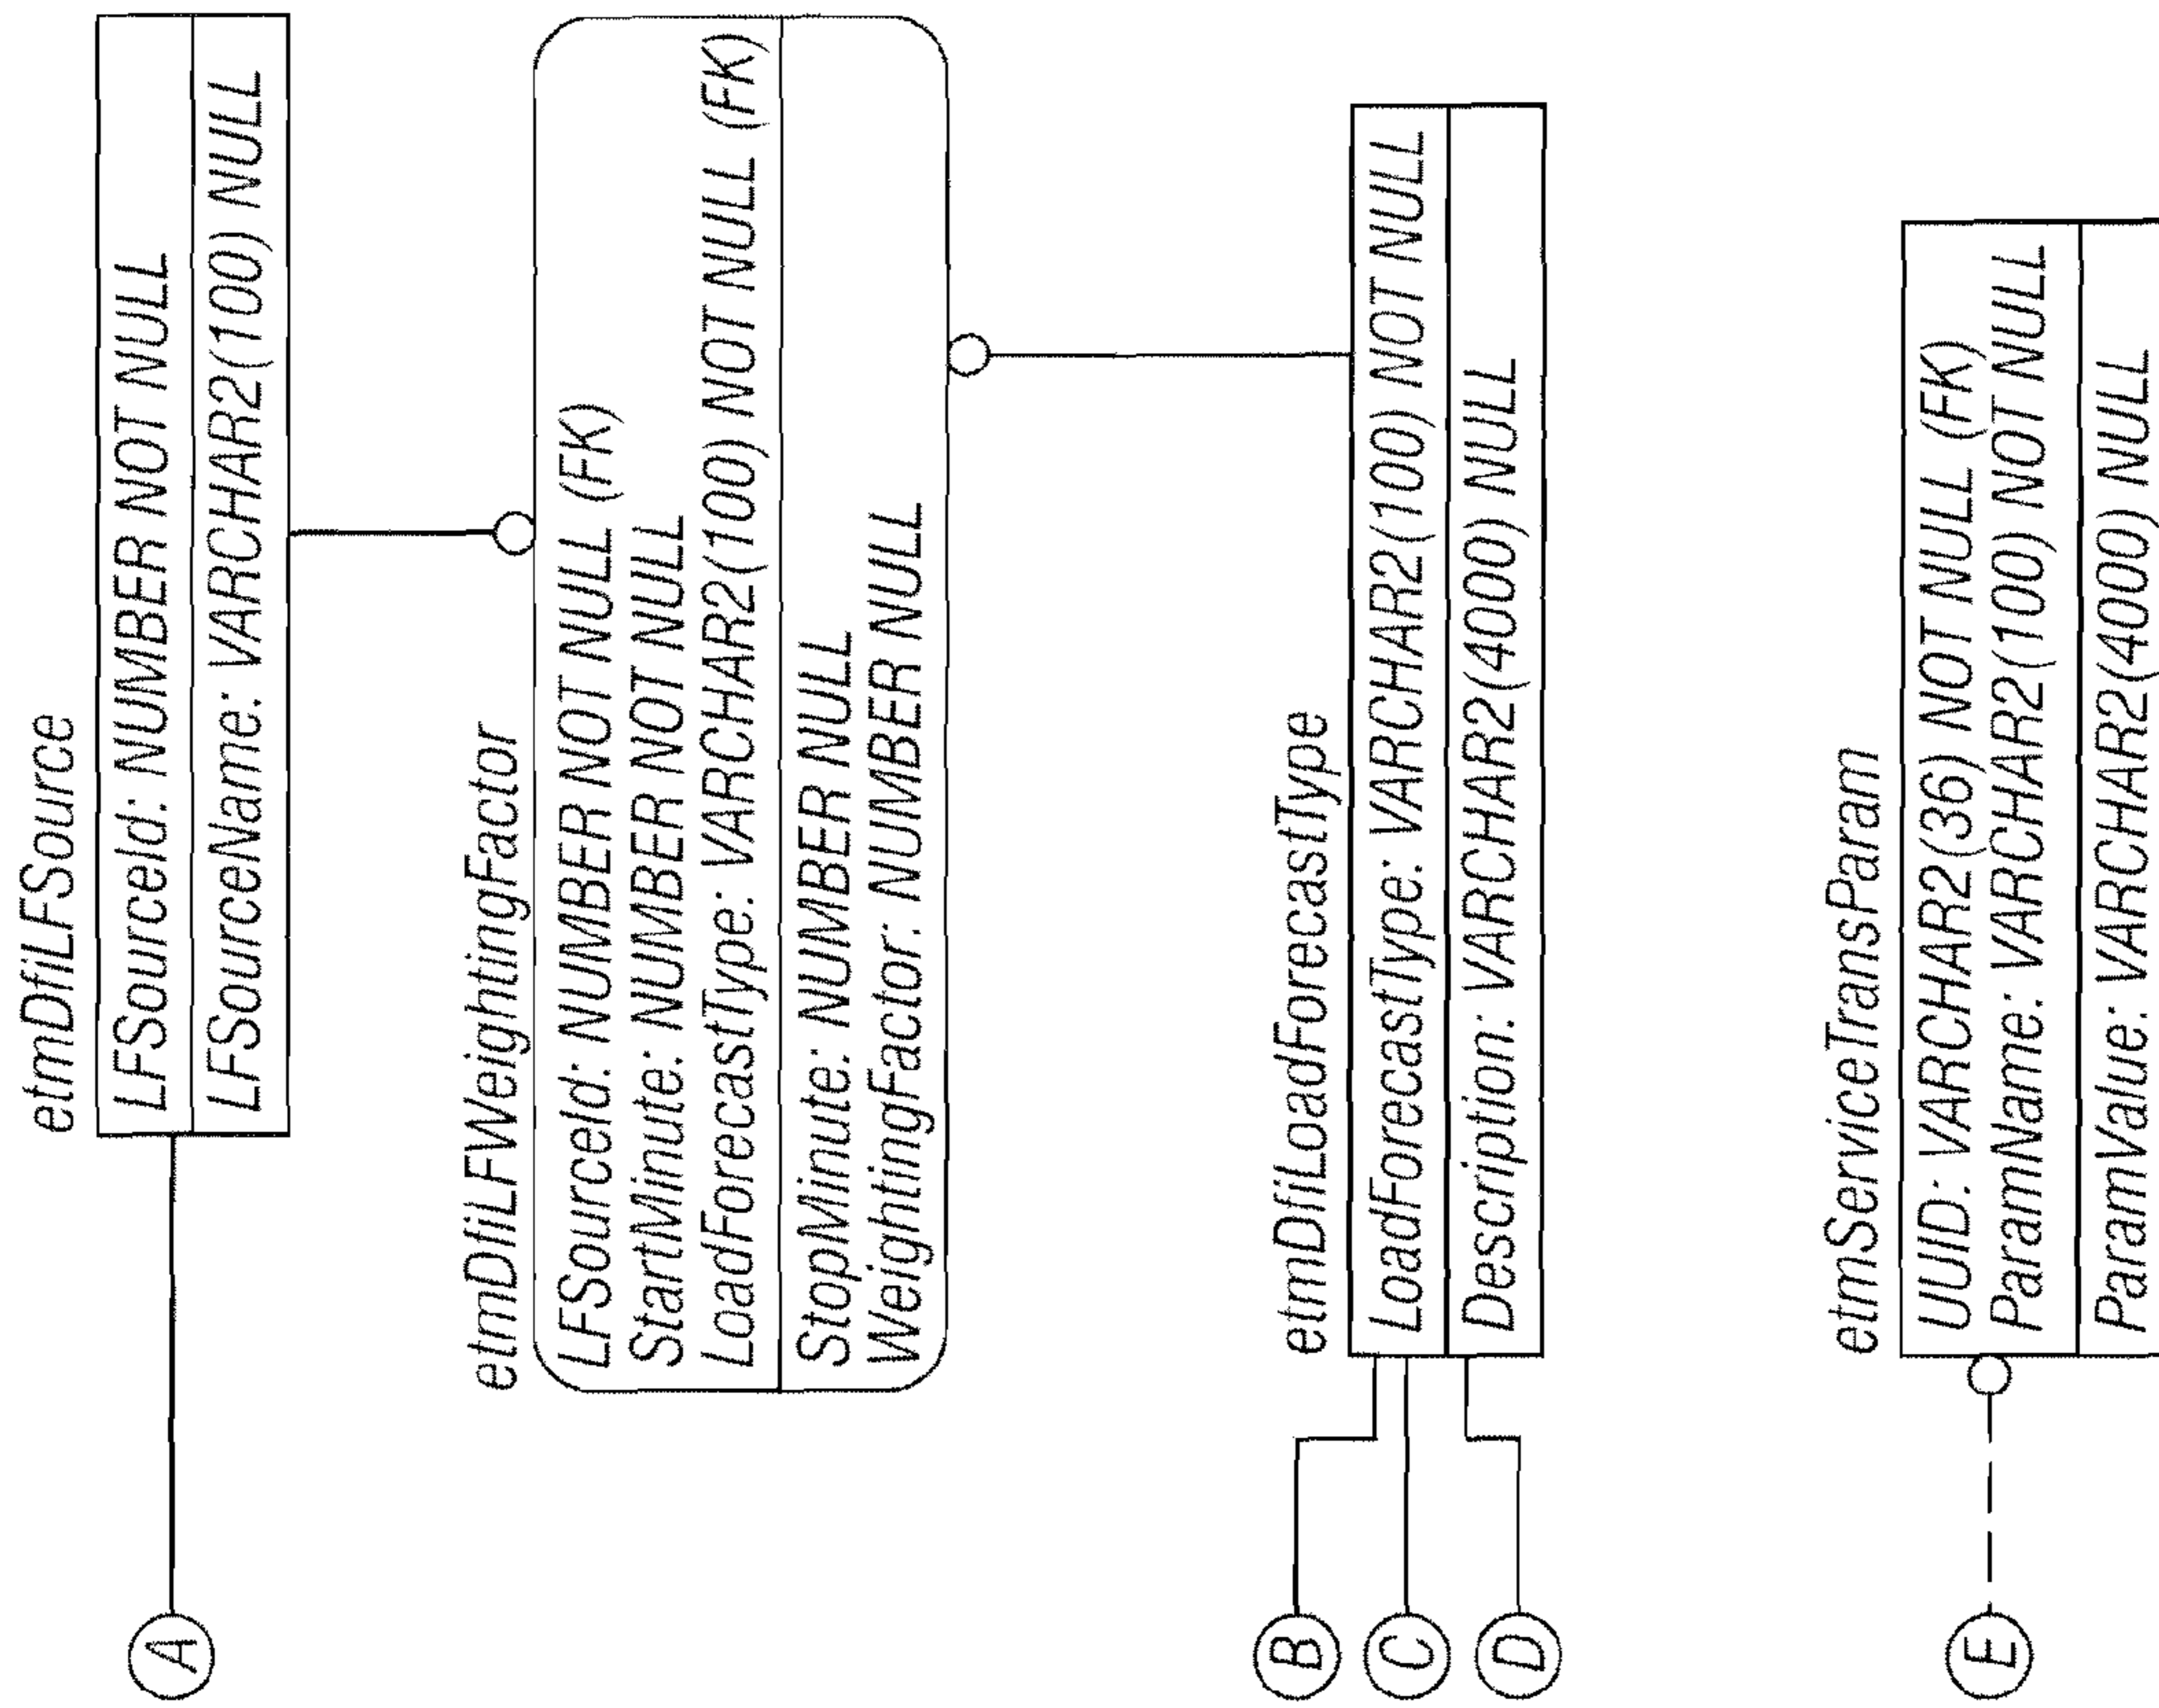 etmDfiLFSource
LFSourceId: NUMBER NOT NULL
LFSourceName: VARCHAR2(100) NULL
A
etmDfiLFWeightingFactor
LFSourceId: NUMBER NOT NULL (FK)
StartMinute: NUMBER NOT NULL
LoadForecastType: VARCHAR2(100) NOT NULL (FK)
StopMinute: NUMBER NULL
WeightingFactor: NUMBER NULL
etmDfiLoadForecastType
LoadForecastType: VARCHAR2(100) NOT NULL
Description: VARCHAR2(4000) NULL
B
C
D
etmServiceTransParam
UUID: VARCHAR2(36) NOT NULL (FK)
ParamName: VARCHAR2(100) NOT NULL
ParamValue: VARCHAR2(4000) NULL
E